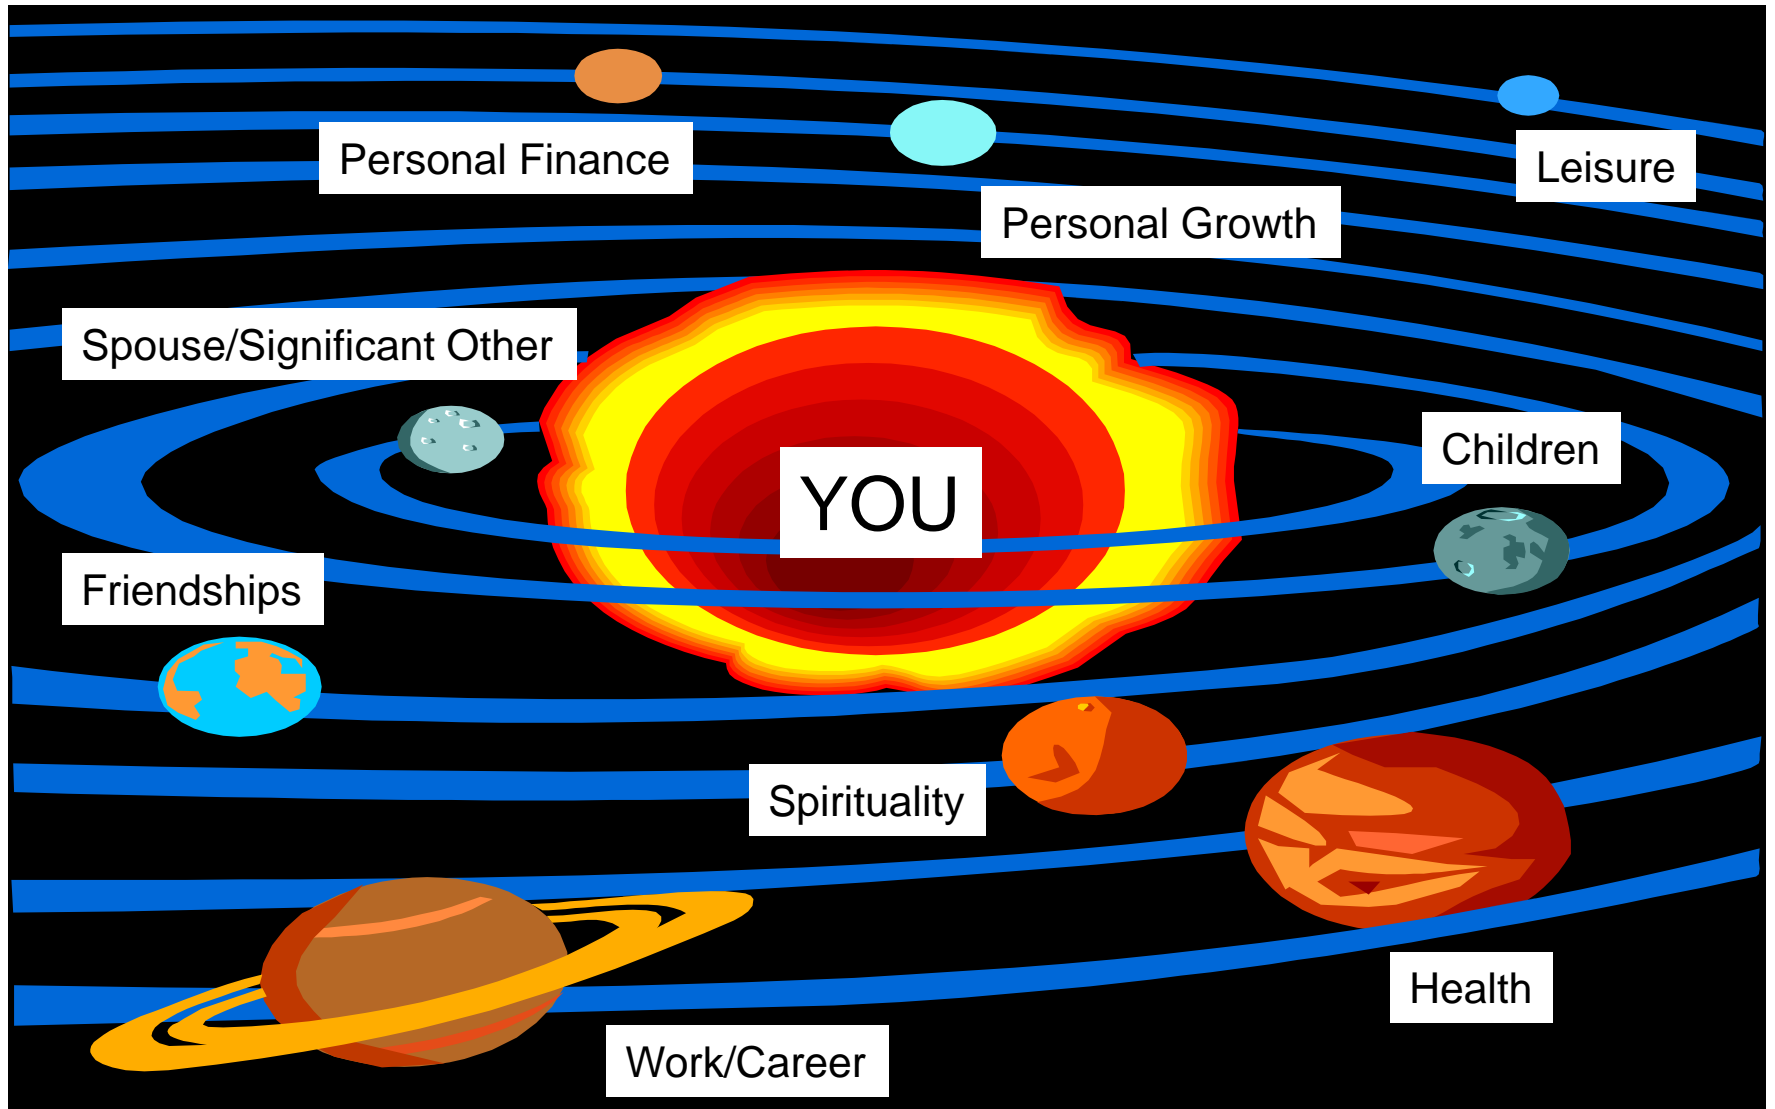 Personal Finance
Leisure
Personal Growth
Spouse/Significant Other
Children
YOU
Friendships
Spirituality
Health
Work/Career